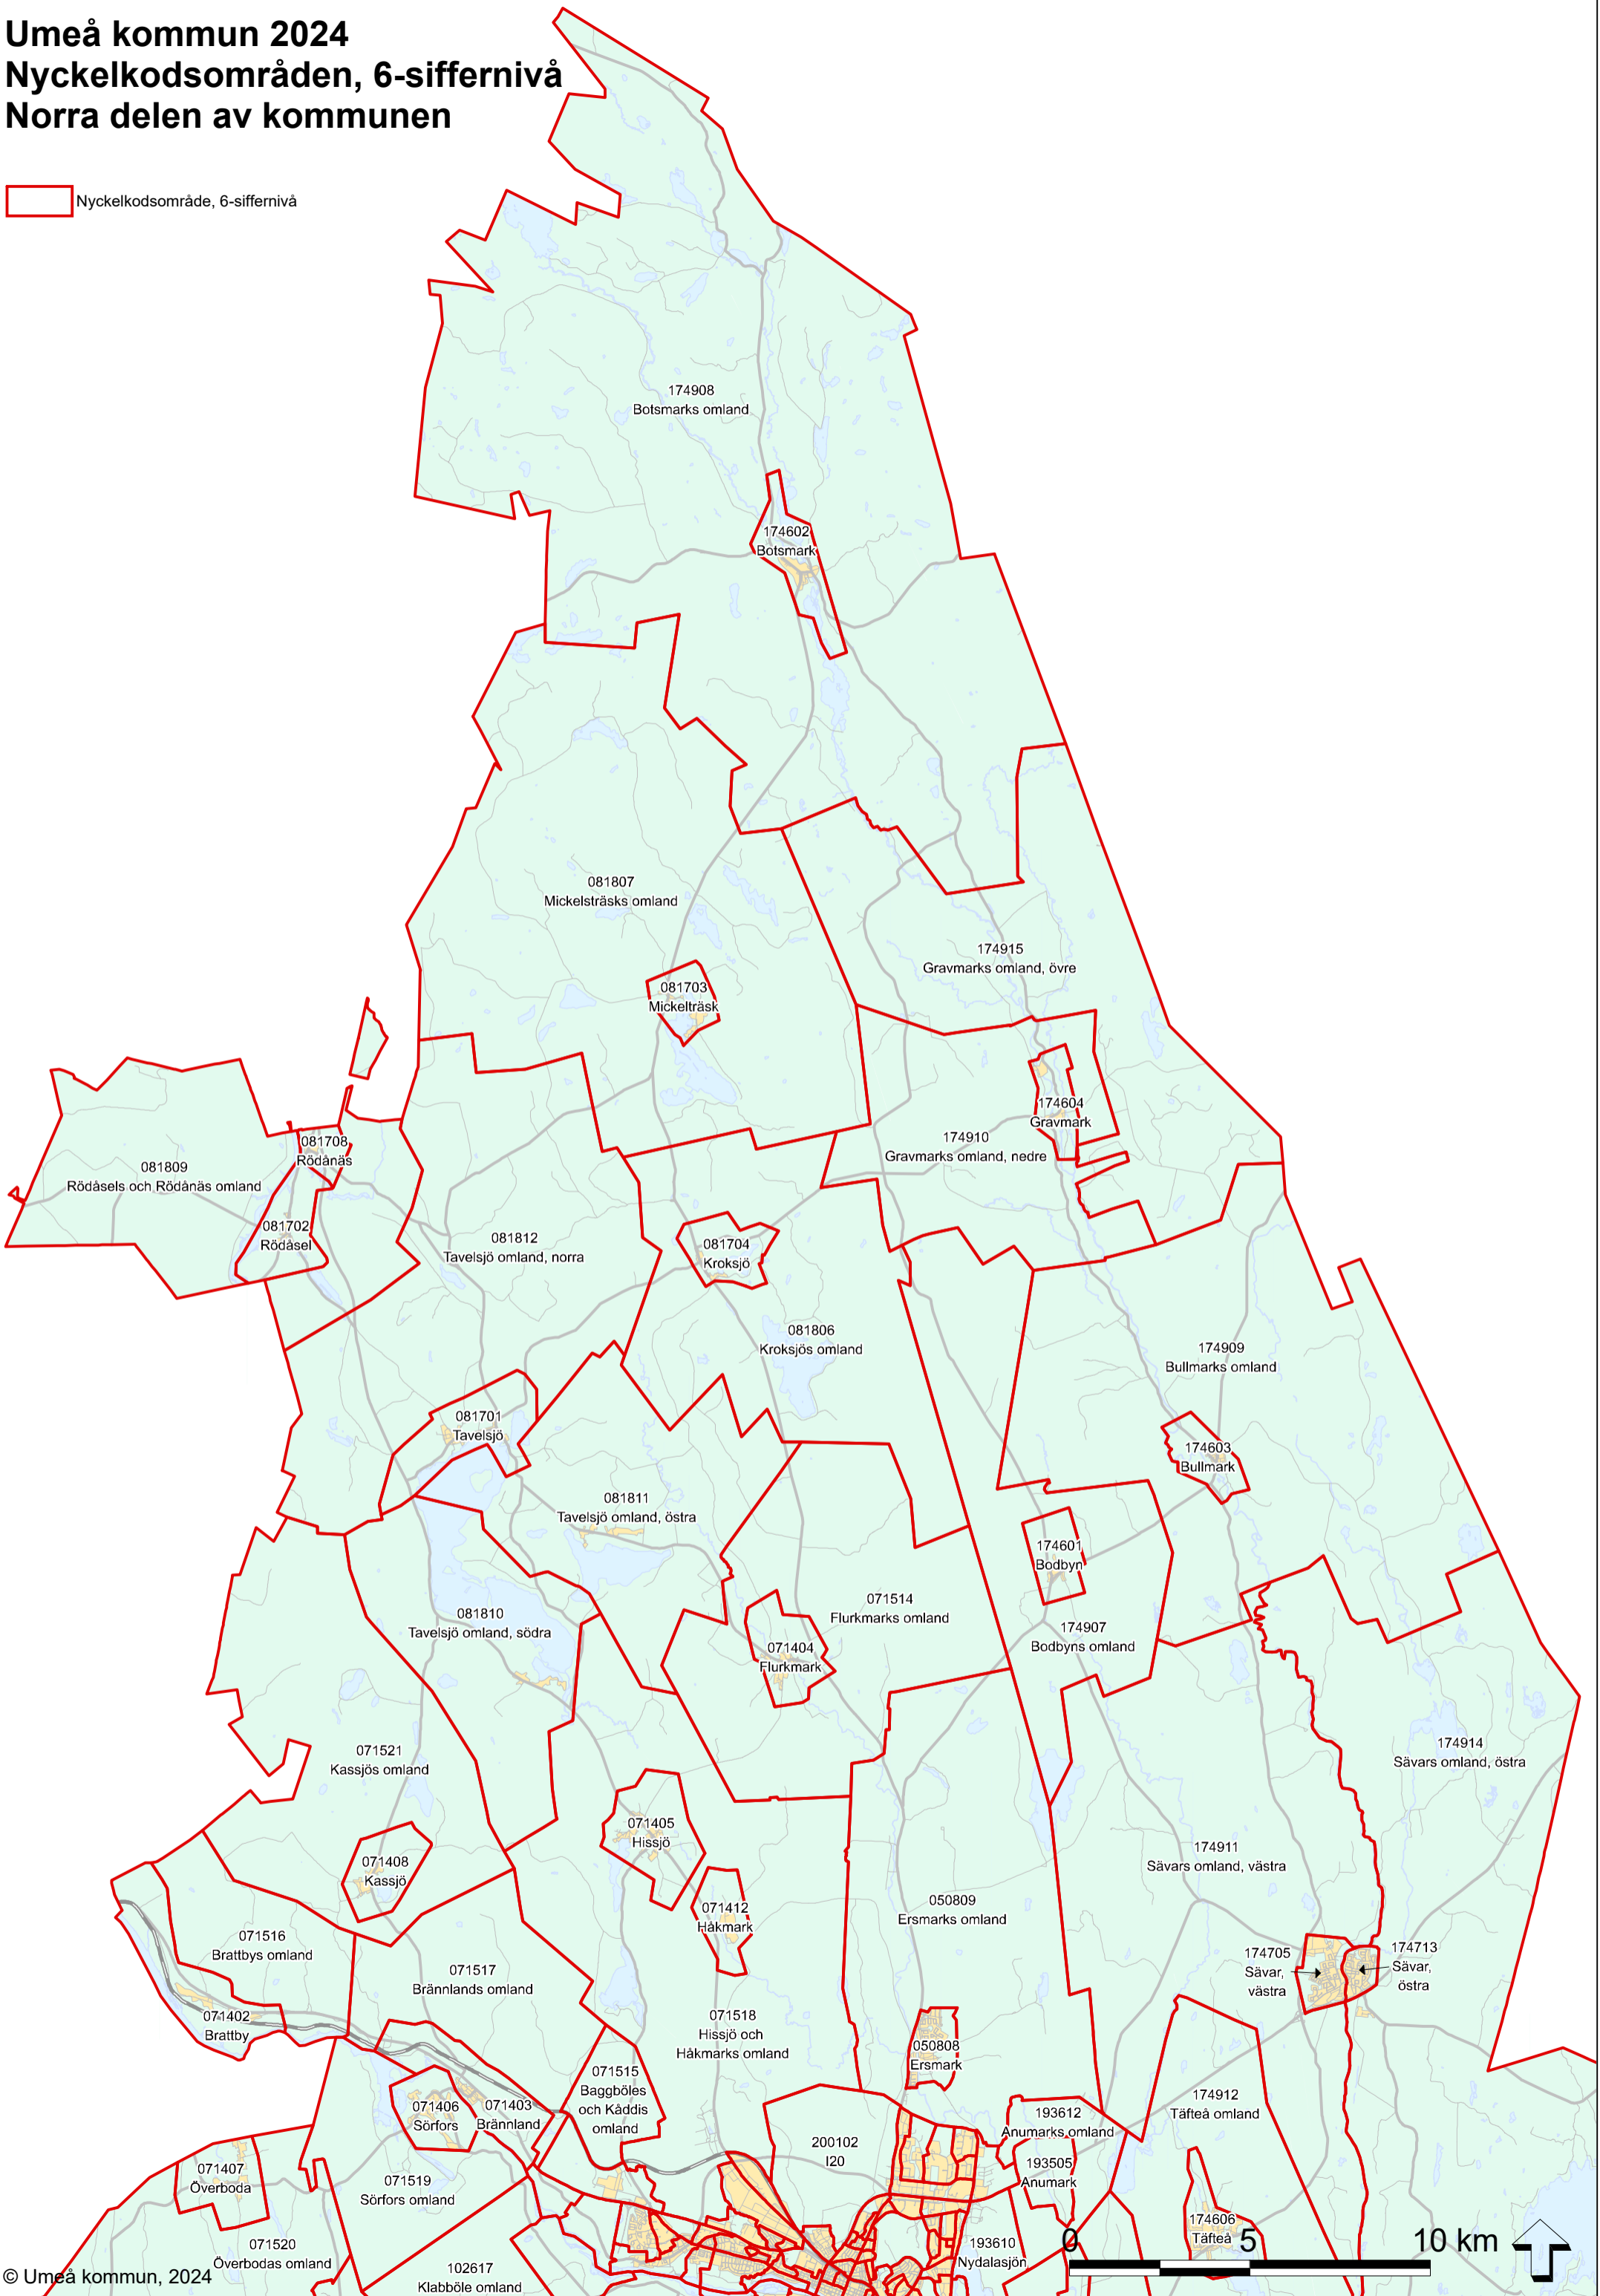 Umeå kommun 2024
Nyckelkodsområden, 6-siffernivå
Norra delen av kommunen
Nyckelkodsområde, 6-siffernivå
174908
Botsmarks omland
174602
Botsmark
081807
Mickelsträsks omland
174915
Gravmarks omland, övre
081703
Mickelträsk
174604
Gravmark
081708
Rödånäs
174910
Gravmarks omland, nedre
081809
Rödåsels och Rödånäs omland
081702
Rödåsel
081812
Tavelsjö omland, norra
081704
Kroksjö
081806
Kroksjös omland
174909
Bullmarks omland
081701
Tavelsjö
174603
Bullmark
081811
Tavelsjö omland, östra
174601
Bodbyn
071514
Flurkmarks omland
081810
Tavelsjö omland, södra
174907
Bodbyns omland
071404
Flurkmark
071521
Kassjös omland
174914
Sävars omland, östra
071405
Hissjö
174911
Sävars omland, västra
071408
Kassjö
050809
Ersmarks omland
071412
Håkmark
071516
Brattbys omland
174705
Sävar,
västra
174713
Sävar,
östra
071517
Brännlands omland
071402
Brattby
071518
Hissjö och
Håkmarks omland
050808
Ersmark
071515
Baggböles
och Kåddis
omland
174912
Täfteå omland
071406
Sörfors
071403
Brännland
193612
Anumarks omland
200102
I20
193505
Anumark
071407
Överboda
071519
Sörfors omland
174606
Täfteå
071520
Överbodas omland
193610
Nydalasjön
102617
Klabböle omland
0 5 10 km
© Umeå kommun, 2024